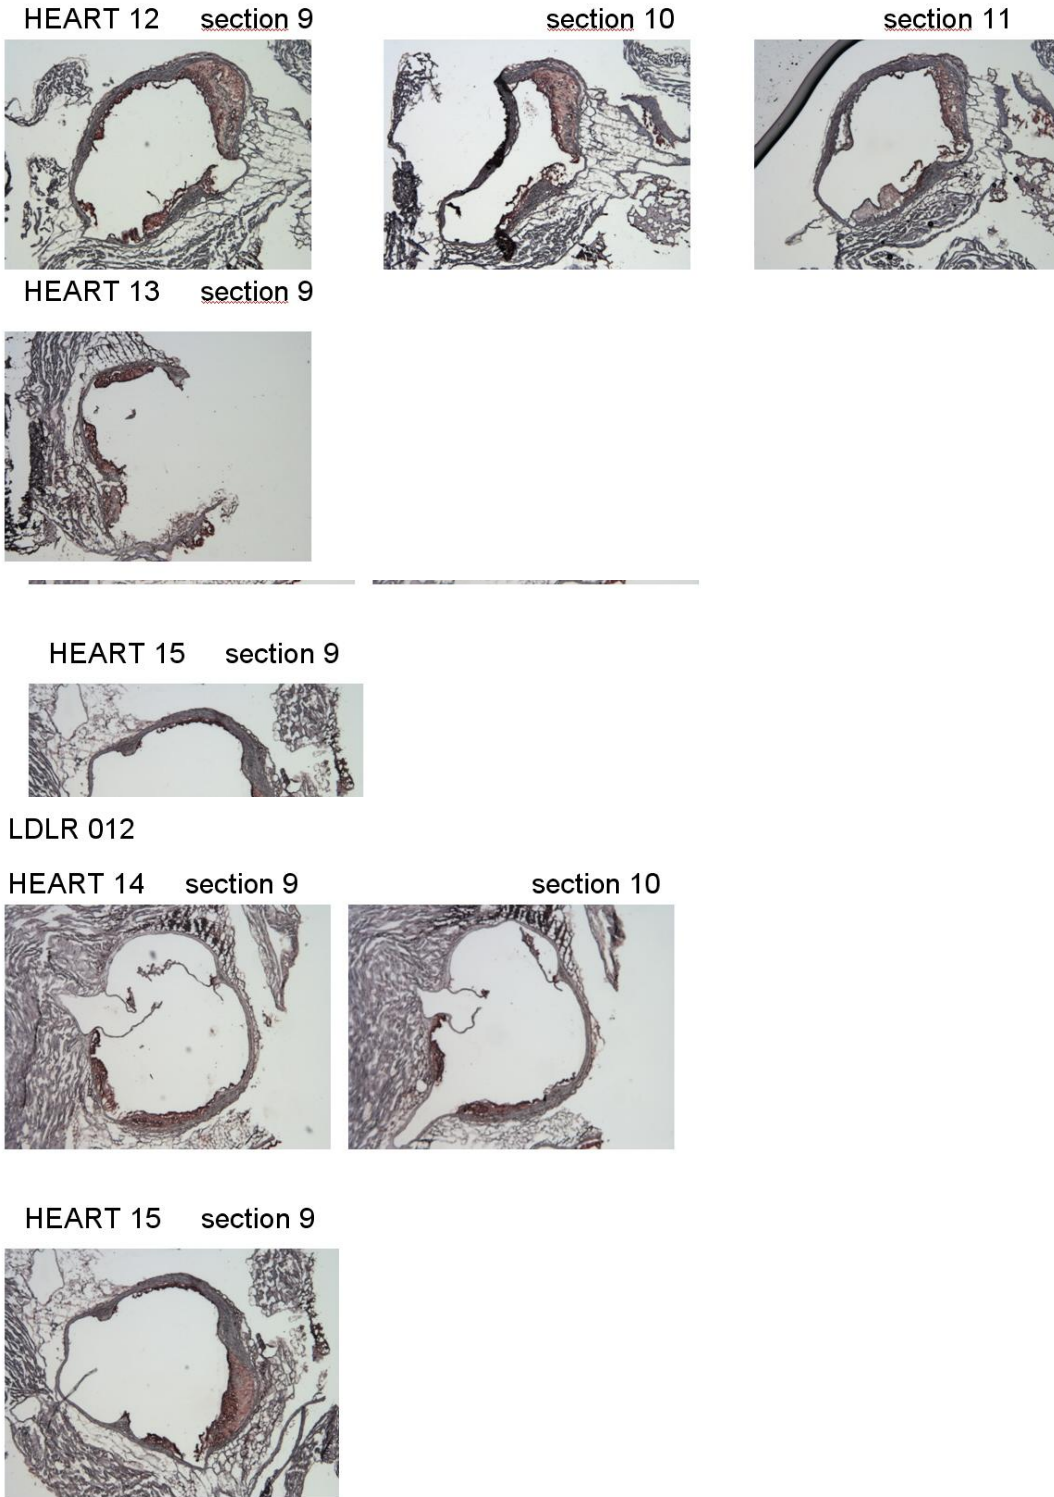 HEART 12 section 9 section 10 section 11
HEART 13 section 9
HEART 15 section 9
LDLR 012
HEART 14 section 9 section 10
HEART 15 section 9